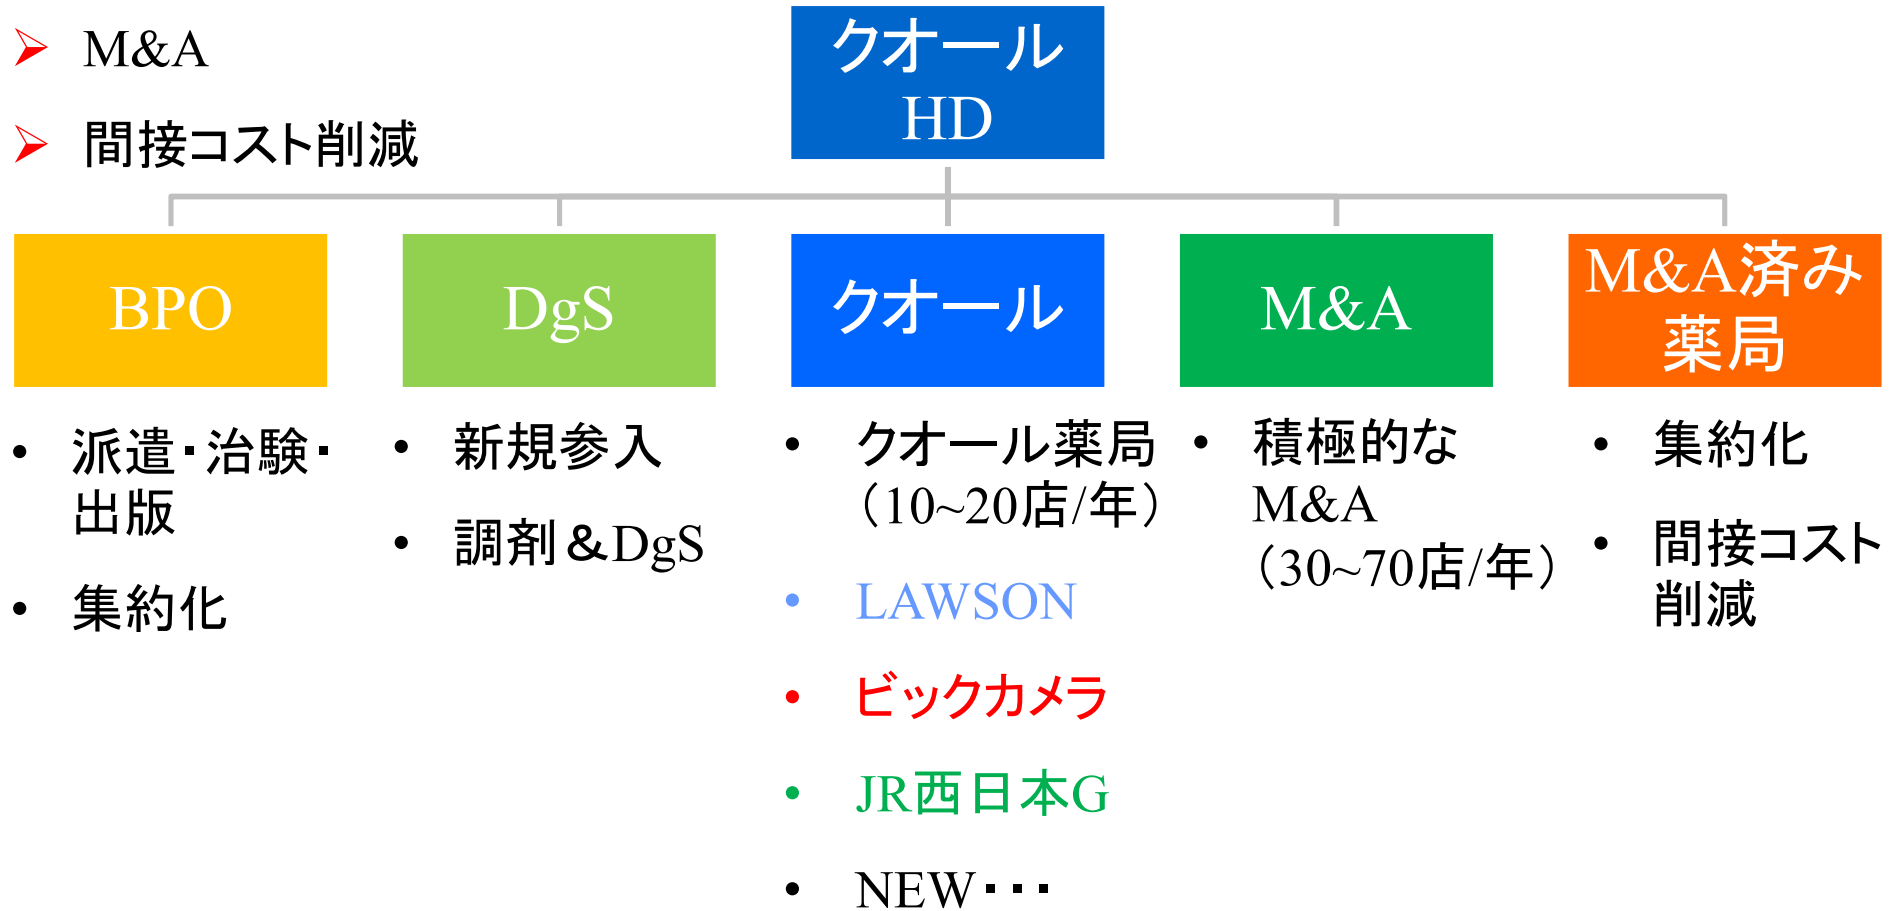 M&A
間接コスト削減
クオール
HD
BPO
派遣・治験・
出版
集約化
DgS
新規参入
調剤&DgS
クオール
クオール薬局
（10~20店/年）
LAWSON
ビックカメラ
JR西日本G
NEW・・・
M&A
積極的な
M&A
（30~70店/年）
M&A済み
薬局
集約化
間接コスト
削減